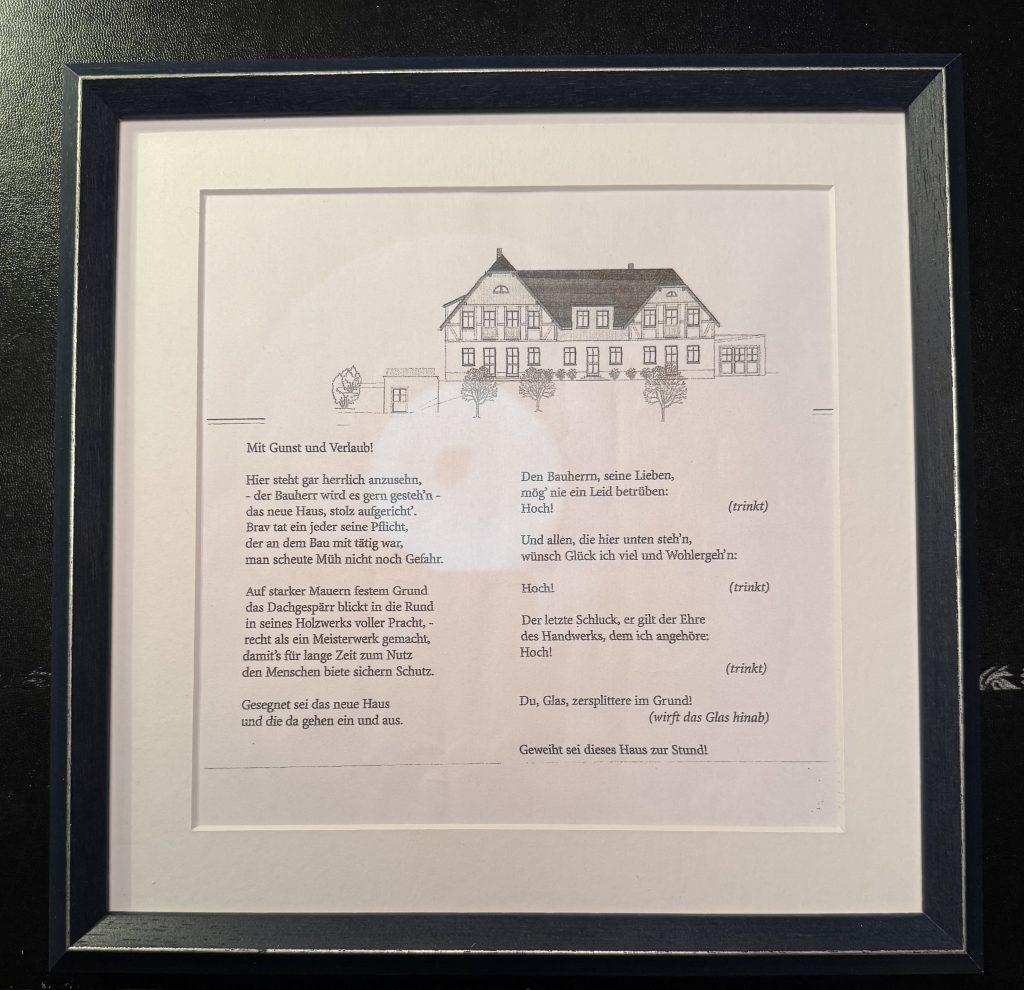 Mit Gunst und Verlaub!
Hier steht gar herrlich anzusehn,
- der Bauherr wird es gern gesteh'n -
das neue Haus, stolz aufgericht'.
Brav tat ein jeder seine Pflicht,
der an dem Bau mit tätig war,
man scheute Müh nicht noch Gefahr.
Auf starker Mauern festem Grund
das Dachgespärr blickt in die Rund
in seines Holzwerks voller Pracht, -
recht als ein Meisterwerk gemacht,
damit's für lange Zeit zum Nutz
den Menschen biete sichern Schutz.
Gesegnet sei das neue Haus
und die da gehen ein und aus.
Den Bauherrn, seine Lieben,
mög' nie ein Leid betrüben:
Hoch! (trinkt)
Und allen, die hier unten steh'n,
wünsch Glück ich viel und Wohlergeh'n:
Hoch! (trinkt)
Der letzte Schluck, er gilt der Ehre
des Handwerks, dem ich angehöre:
Hoch!
(trinkt)
Du, Glas, zersplittere im Grund!
(wirft das Glas hinab)
Geweiht sei dieses Haus zur Stund!